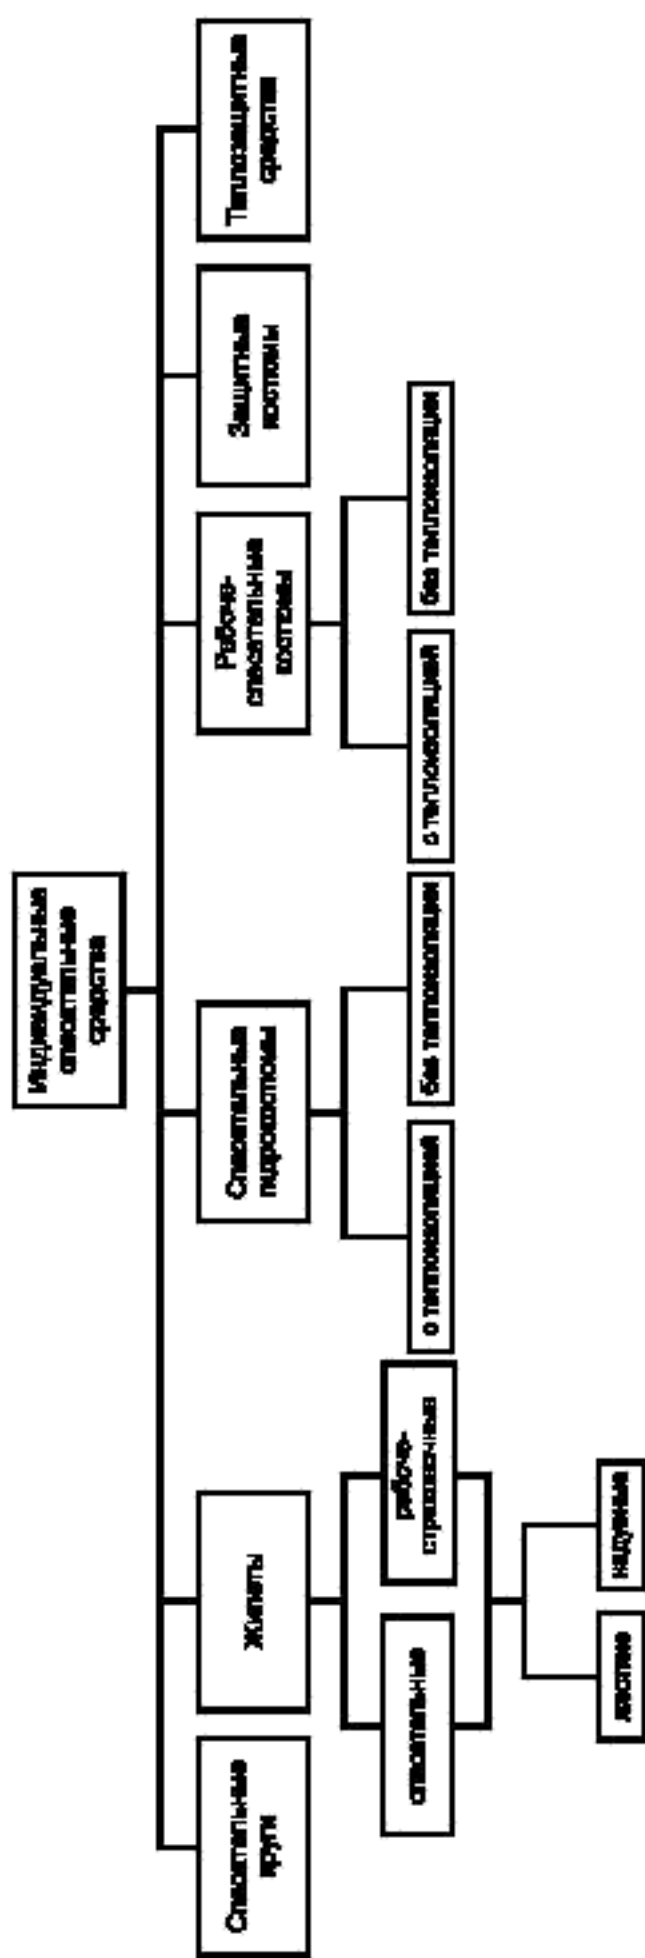 Индивидуальные
спасательные
средства
Спасательные
круги
Жилеты
Спасательные
гидрокостюмы
Рабоче-
спасательные
костюмы
Защитные
костюмы
Теплозащитные
средства
спасательные
рабоче-
страховочные
с теплоизоляцией
без теплоизоляции
с теплоизоляцией
без теплоизоляции
жесткие
надувные